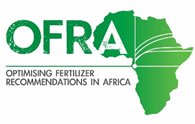 OFRA
OPTIMISING FERTILIZER
RECOMMENDATIONS IN AFRICA